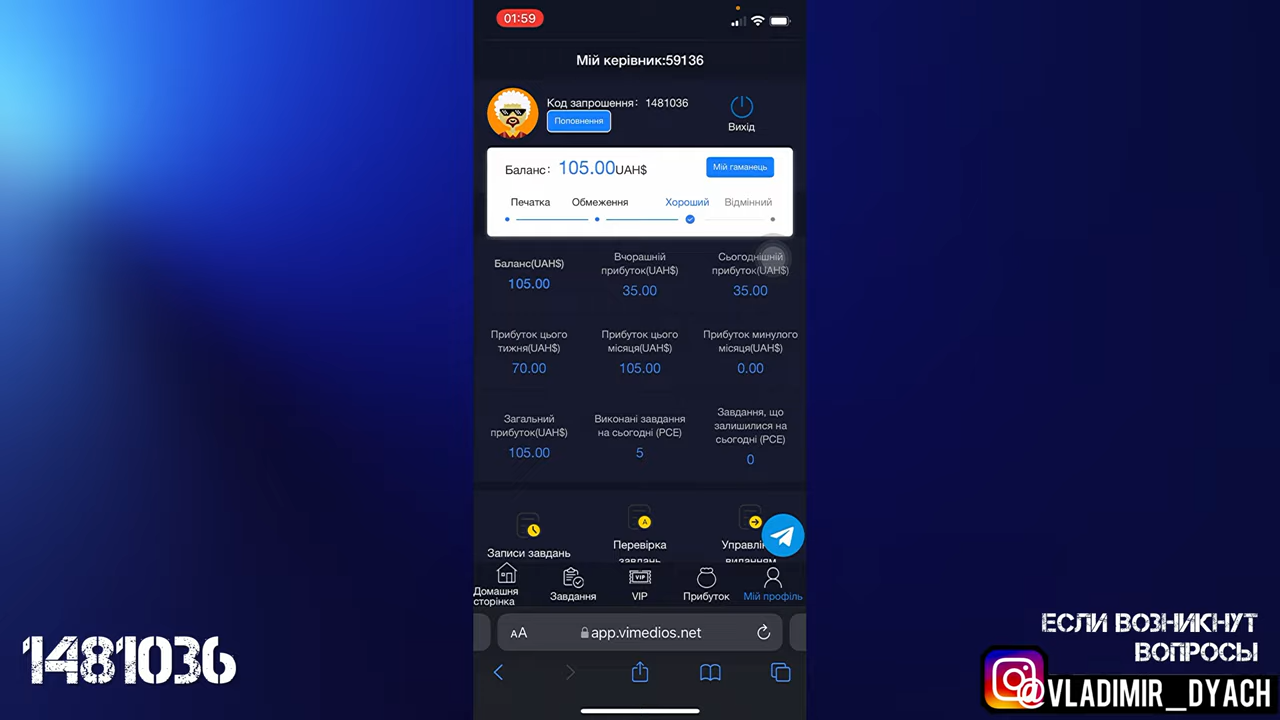 01:59
Мій керівник:59136
Код запрошення: 1481036
Поповнення
Вихід
Баланс: 105.00UAH$
Мій гаманець
Печатка Обмеження Хороший Відмінний
Баланс(UAH$)
105.00
Вчорашній
прибуток(UAH$)
35.00
Сьогоднішній
прибуток(UAH$)
35.00
Прибуток цього
тижня(UAH$)
70.00
Прибуток цього
місяця(UAH$)
105.00
Прибуток минулого
місяця(UAH$)
0.00
Загальний
прибуток(UAH$)
105.00
Виконані завдання
на сьогодні (PCE)
5
Завдання, що
залишилися на
сьогодні (PCE)
0
Записи завдань
Перевірка
завдань
Управлін
виданням
Домашня
сторінка
Завдання
VIP
VIP
Прибуток
Мій профіль
AA
app.vimedios.net
1481036
ЕСЛИ ВОЗНИКНУТ
ВОПРОСЫ
@VLADIMIR_DYACH